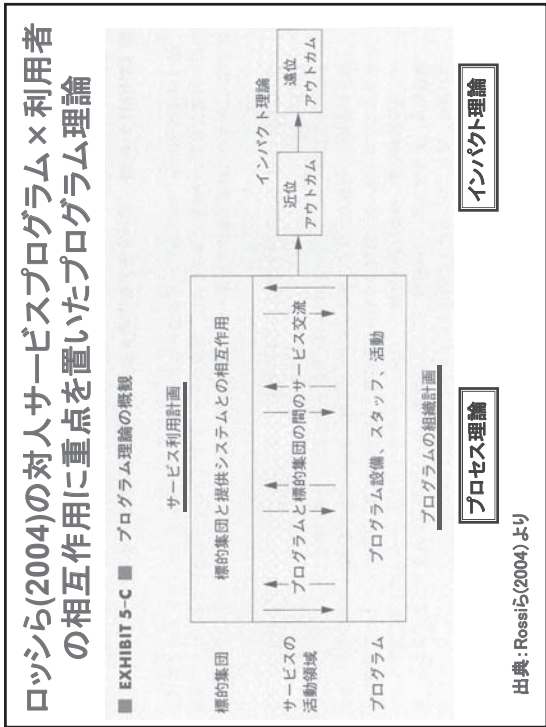 ロッシら(2004)の対人サービスプログラム×利用者
の相互作用に重点を置いたプログラム理論
■ EXHIBIT 5-C ■ プログラム理論の概観
サービス利用計画
標的集団
標的集団と提供システムとの相互作用
サービスの
活動領域
プログラムと標的集団の間のサービス交流
プログラム
プログラム設備、スタッフ、活動
プログラムの組織計画
インパクト理論
近位
アウトカム
遠位
アウトカム
プロセス理論
インパクト理論
出典：Rossiら(2004)より